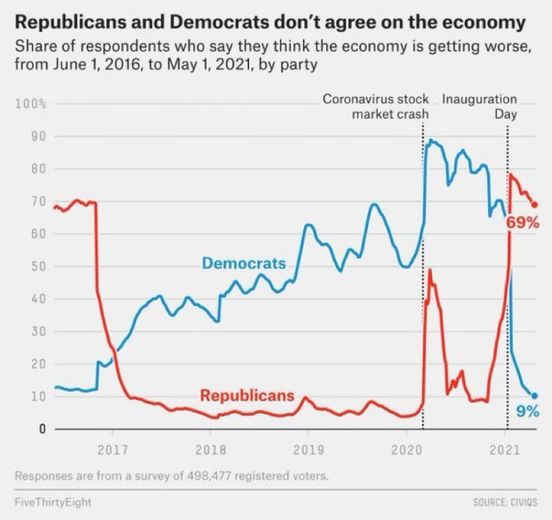 Republicans and Democrats don't agree on the economy
Share of respondents who say they think the economy is getting worse,
from June 1, 2016, to May 1, 2021, by party
Coronavirus stock
market crash
Inauguration
Day
100%
90
80
70
60
50
40
30
20
10
0
Democrats
Republicans
69%
9%
2017
2018
2019
2020
2021
Responses are from a survey of 498,477 registered voters.
FiveThirtyEight
SOURCE: CIVIQS